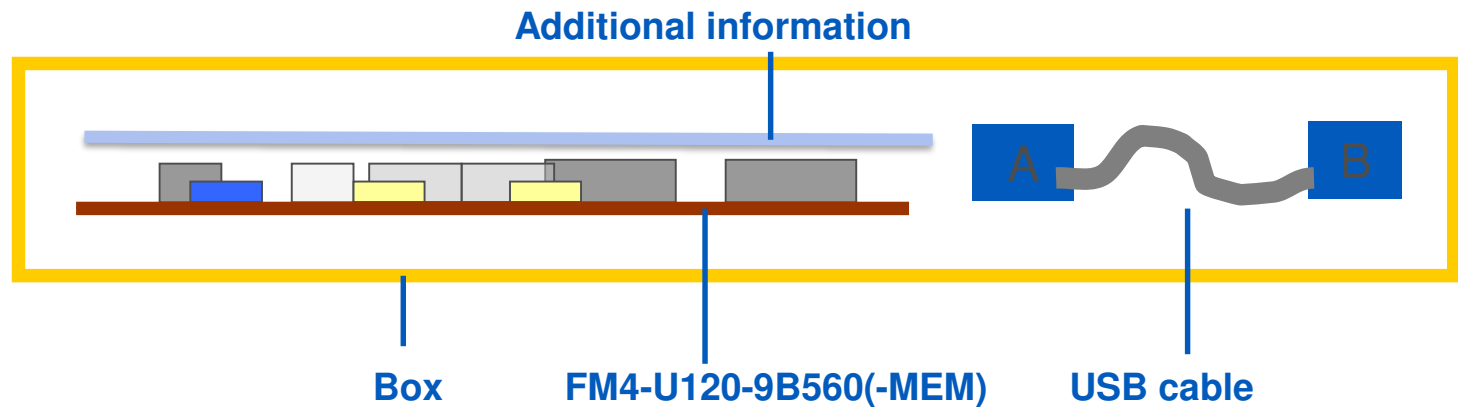 Additional information
A
B
Box
FM4-U120-9B560(-MEM)
USB cable